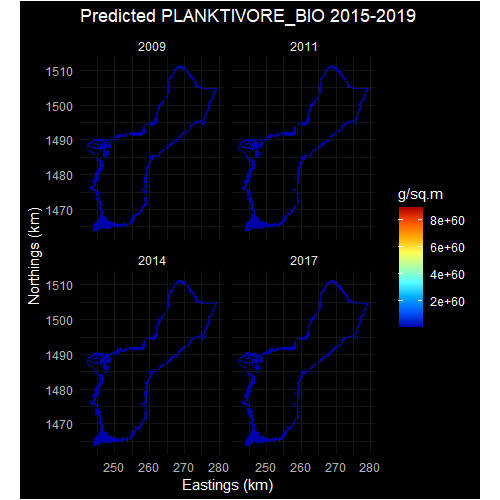 Predicted PLANKTIVORE_BIO 2015-2019
2009
2011
1510
1500
1490
1480
1470
g/sq.m
8e+60
6e+60
4e+60
2e+60
Northings (km)
2014
2017
1510
1500
1490
1480
1470
250 260 270 280 250 260 270 280
Eastings (km)